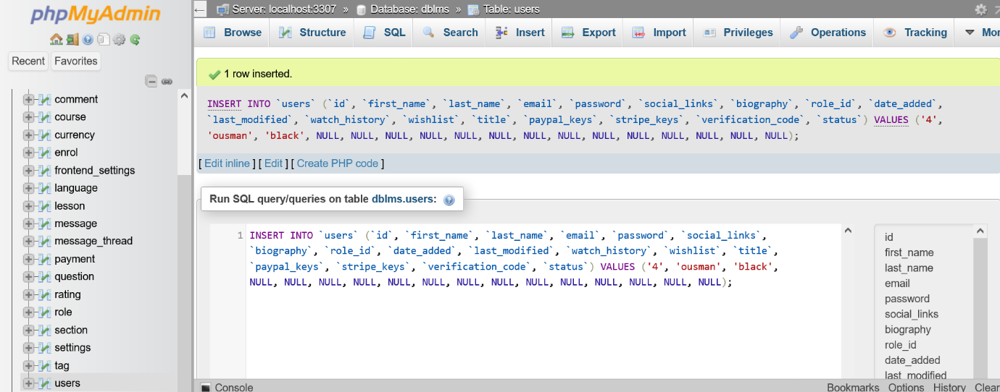 phpMyAdmin
Recent Favorites
comment
course
currency
enrol
frontend_settings
language
lesson
message
message_thread
payment
question
rating
role
section
settings
tag
users
Server: localhost:3307 » Database: dblms » Table: users
Browse Structure SQL Search Insert Export Import Privileges Operations Tracking
1 row inserted.
INSERT INTO `users` (`id`, `first_name`, `last_name`, `email`, `password`, `social_links`, `biography`, `role_id`, `date_added`,
`last_modified`, `watch_history`, `wishlist`, `title`, `paypal_keys`, `stripe_keys`, `verification_code`, `status`) VALUES ('4',
'ousman', 'black', NULL, NULL, NULL, NULL, NULL, NULL, NULL, NULL, NULL, NULL, NULL, NULL, NULL, NULL);
[ Edit inline ] [ Edit ] [ Create PHP code ]
Run SQL query/queries on table dblms.users:
1 INSERT INTO `users` (`id`, `first_name`, `last_name`, `email`, `password`, `social_links`,
`biography`, `role_id`, `date_added`, `last_modified`, `watch_history`, `wishlist`, `title`,
`paypal_keys`, `stripe_keys`, `verification_code`, `status`) VALUES ('4', 'ousman', 'black',
NULL, NULL, NULL, NULL, NULL, NULL, NULL, NULL, NULL, NULL, NULL, NULL, NULL, NULL);
id
first_name
last_name
email
password
social_links
biography
role_id
date_added
last_modified
Console Bookmarks Options History Clear